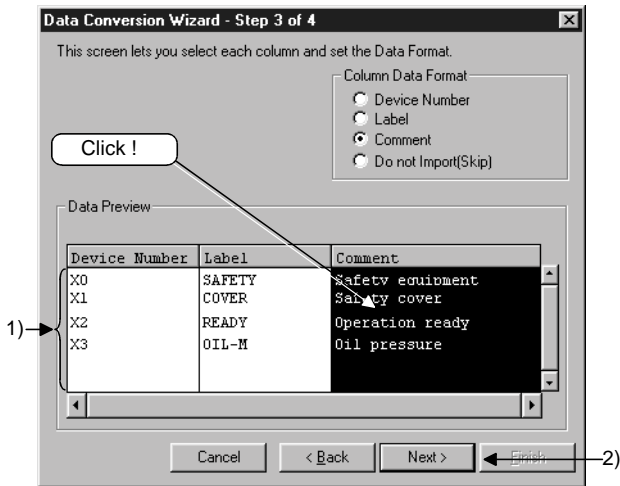 Data Conversion Wizard - Step 3 of 4
This screen lets you select each column and set the Data Format.
Column Data Format
Device Number
Label
Comment
Do not Import(Skip)
Click !
Data Preview
Device Number Label Comment
X0 SAFETY Safety equipment
X1 COVER Safety cover
X2 READY Operation ready
X3 OIL-M Oil pressure
1)
Cancel < Back Next > Finish
2)